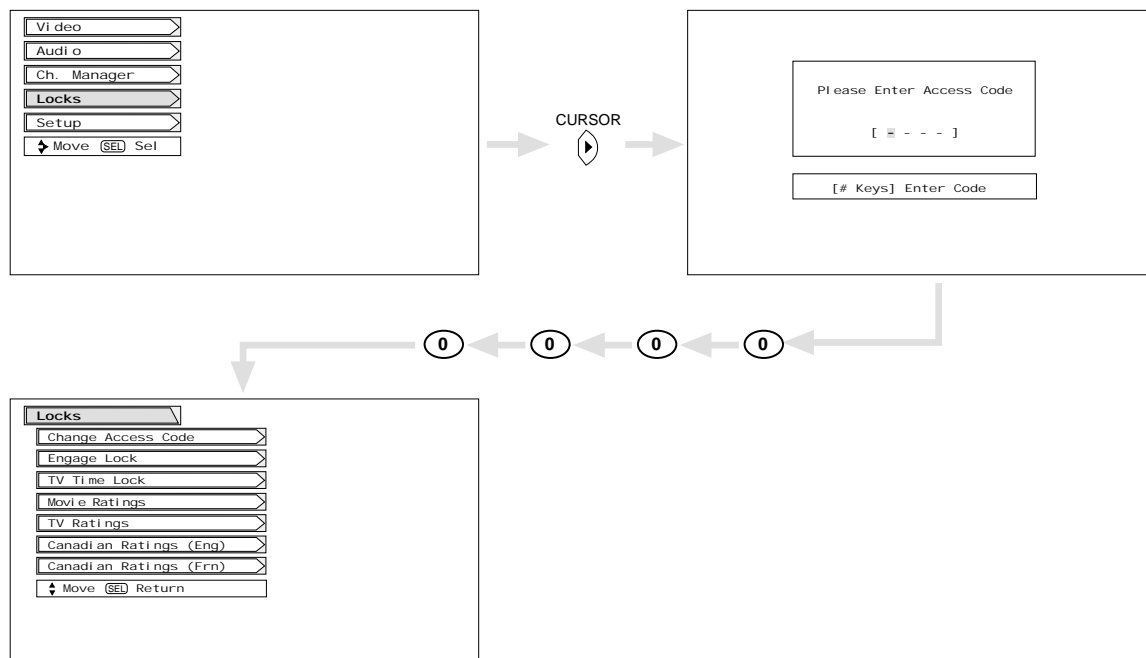 Video
Audio
Ch. Manager
Locks
Setup
Move SEL Sel
CURSOR
Please Enter Access Code
[ - - - - ]
[# Keys] Enter Code
0 0 0 0
Locks
Change Access Code
Engage Lock
TV Time Lock
Movie Ratings
TV Ratings
Canadian Ratings (Eng)
Canadian Ratings (Frn)
Move SEL Return